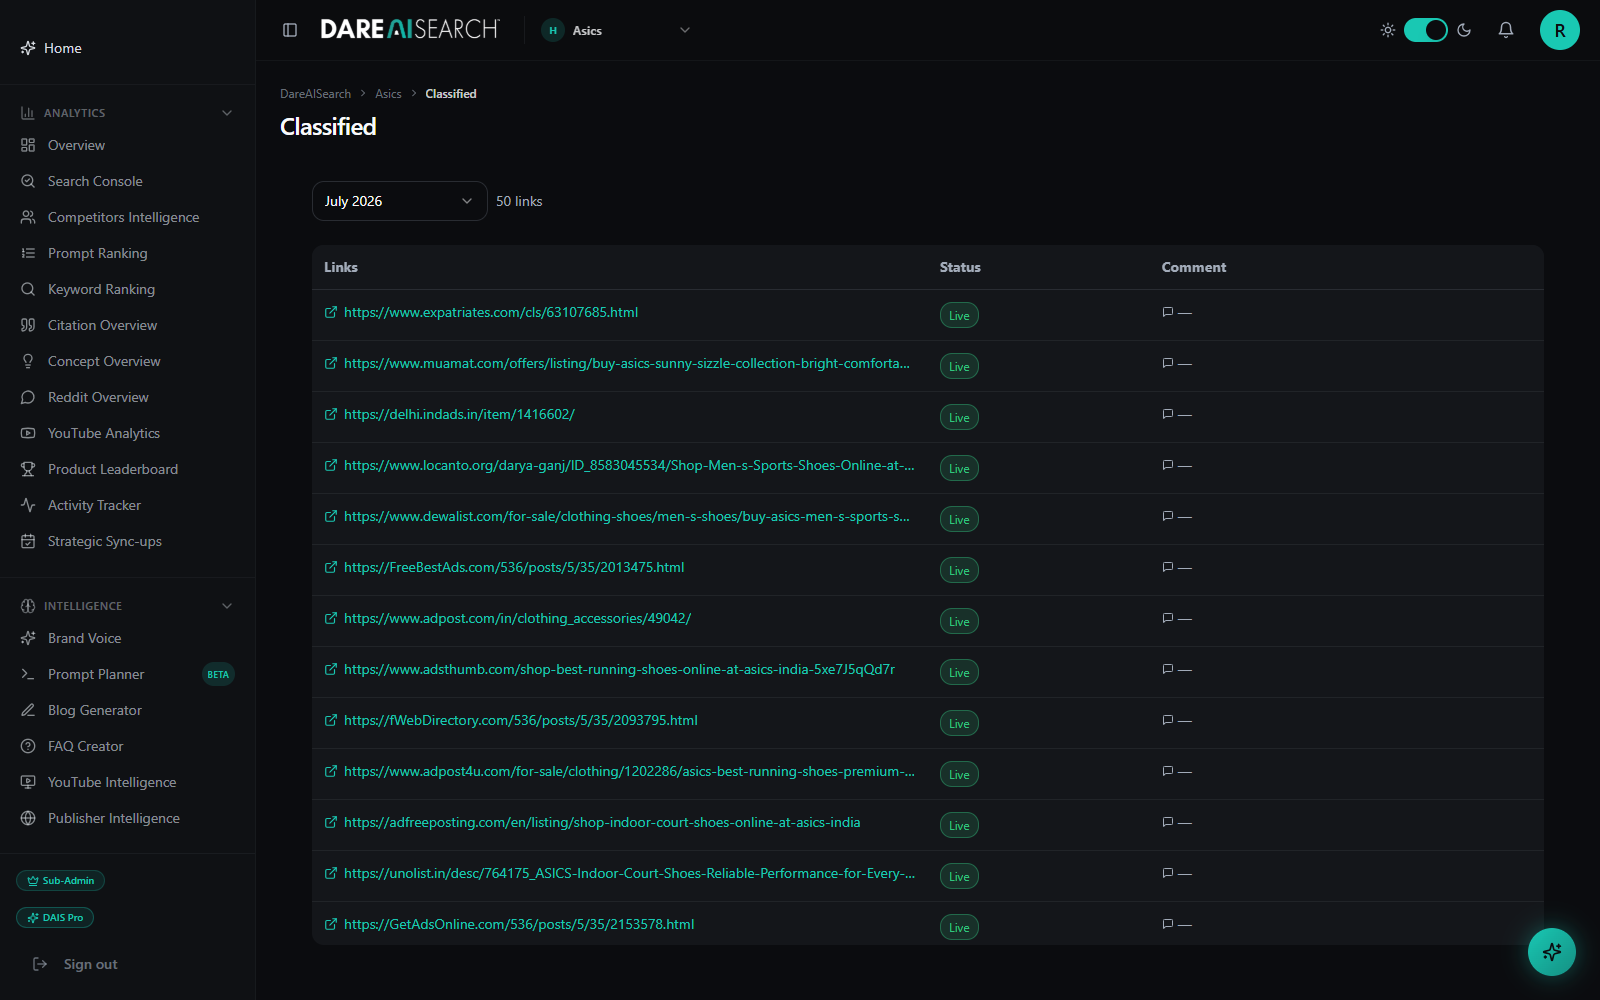 Home
ANALYTICS
Overview
Search Console
Competitors Intelligence
Prompt Ranking
Keyword Ranking
Citation Overview
Concept Overview
Reddit Overview
YouTube Analytics
Product Leaderboard
Activity Tracker
Strategic Sync-ups
INTELLIGENCE
Brand Voice
Prompt Planner BETA
Blog Generator
FAQ Creator
YouTube Intelligence
Publisher Intelligence
Sub-Admin
DAIS Pro
Sign out
DARE AI SEARCH
H Asics
R
DareAISearch > Asics > Classified
Classified
July 2026 50 links
Links Status Comment
https://www.expatriates.com/cls/63107685.html Live —
https://www.muamat.com/offers/listing/buy-asics-sunny-sizzle-collection-bright-comforta... Live —
https://delhi.indads.in/item/1416602/ Live —
https://www.locanto.org/darya-ganj/ID_8583045534/Shop-Men-s-Sports-Shoes-Online-at-... Live —
https://www.dewalist.com/for-sale/clothing-shoes/men-s-shoes/buy-asics-men-s-sports-s... Live —
https://FreeBestAds.com/536/posts/5/35/2013475.html Live —
https://www.adpost.com/in/clothing_accessories/49042/ Live —
https://www.adsthumb.com/shop-best-running-shoes-online-at-asics-india-5xe7J5qQd7r Live —
https://fWebDirectory.com/536/posts/5/35/2093795.html Live —
https://www.adpost4u.com/for-sale/clothing/1202286/asics-best-running-shoes-premium-... Live —
https://adfreeposting.com/en/listing/shop-indoor-court-shoes-online-at-asics-india Live —
https://unolist.in/desc/764175_ASICS-Indoor-Court-Shoes-Reliable-Performance-for-Every-... Live —
https://GetAdsOnline.com/536/posts/5/35/2153578.html Live —